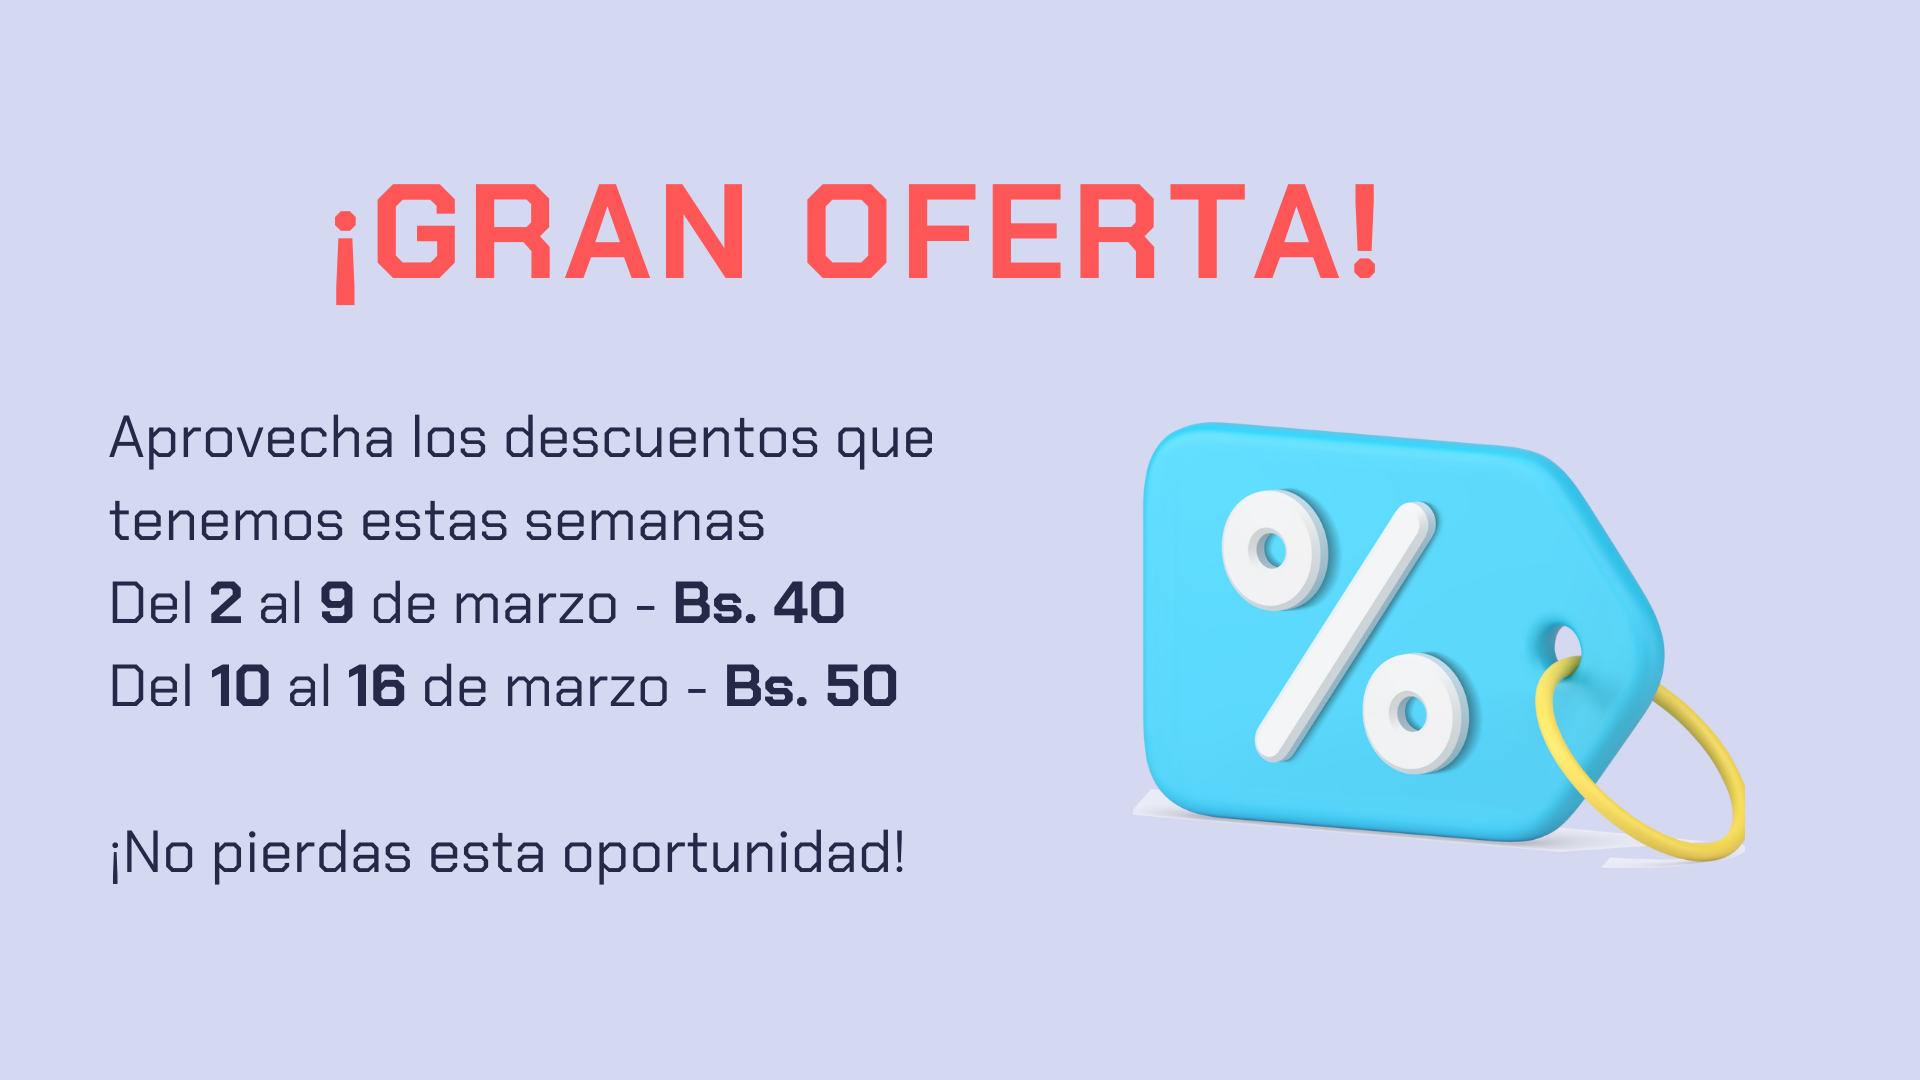 ¡GRAN OFERTA!
Aprovecha los descuentos que
tenemos estas semanas
Del 2 al 9 de marzo - Bs. 40
Del 10 al 16 de marzo - Bs. 50
¡No pierdas esta oportunidad!
%